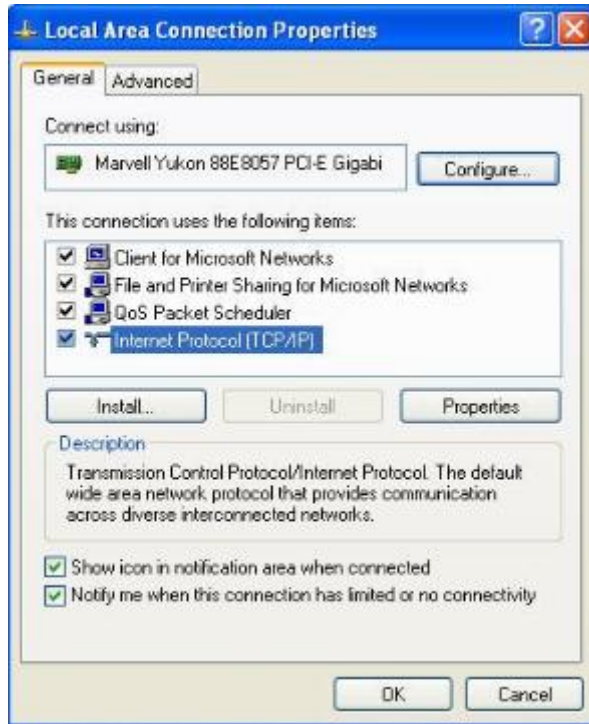 Local Area Connection Properties
General
Advanced
Connect using:
Marvell Yukon 88E8057 PCI-E Gigabi
Configure...
This connection uses the following items:
Client for Microsoft Networks
File and Printer Sharing for Microsoft Networks
QoS Packet Scheduler
Internet Protocol (TCP/IP)
Install...
Uninstall
Properties
Description
Transmission Control Protocol/Internet Protocol. The default
wide area network protocol that provides communication
across diverse interconnected networks.
Show icon in notification area when connected
Notify me when this connection has limited or no connectivity
OK
Cancel